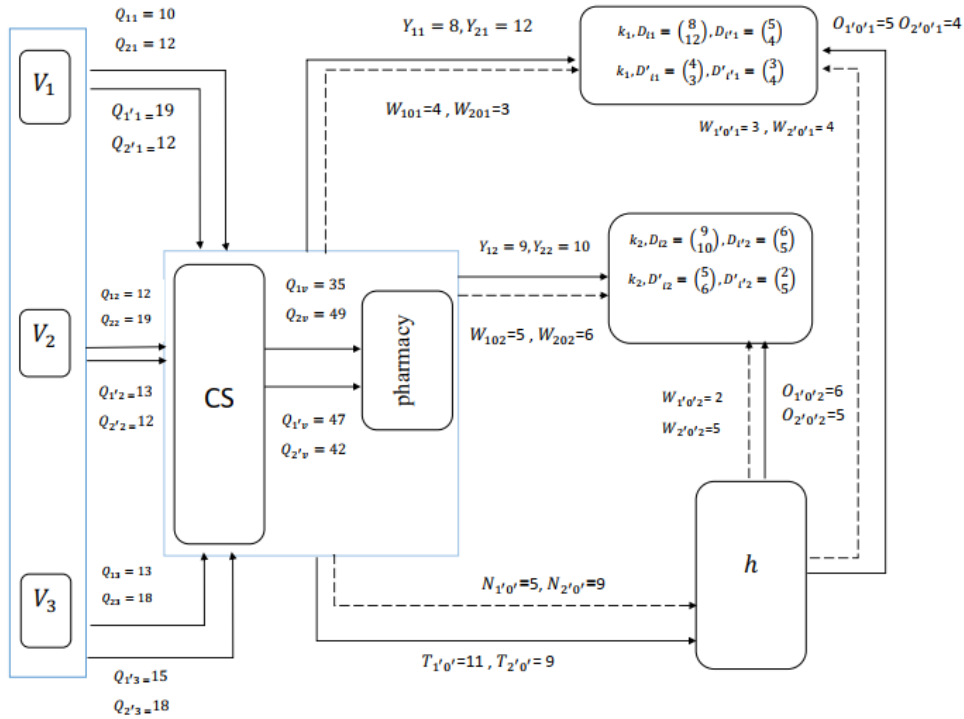 Q₁₁ = 10
Q₂₁ = 12
V₁
Q₁′₁ =19
Q₂′₁ =12
Y₁₁ = 8, Y₂₁ = 12
W₁₀₁=4 , W₂₀₁=3
k₁, Dᵢ₁ = (8 12), Dᵢ′₁ = (5 4)
k₁, D′ᵢ₁ = (4 3), D′ᵢ′₁ = (3 4)
O₁′₀′₁=5 O₂′₀′₁=4
W₁′₀′₁= 3 , W₂′₀′₁= 4
Q₁₂ = 12
Q₂₂ = 19
V₂
Q₁′₂ =13
Q₂′₂ =12
CS
Q₁ᵥ = 35
Q₂ᵥ = 49
pharmacy
Q₁′ᵥ = 47
Q₂′ᵥ = 42
Y₁₂ = 9, Y₂₂ = 10
W₁₀₂=5 , W₂₀₂=6
k₂, Dᵢ₂ = (9 10), Dᵢ′₂ = (6 5)
k₂, D′ᵢ₂ = (5 6), D′ᵢ′₂ = (2 5)
W₁′₀′₂= 2
W₂′₀′₂=5
O₁′₀′₂=6
O₂′₀′₂=5
Q₁₃ = 13
Q₂₃ = 18
V₃
Q₁′₃ =15
Q₂′₃ =18
N₁′₀′=5, N₂′₀′=9
T₁′₀′=11 , T₂′₀′= 9
h